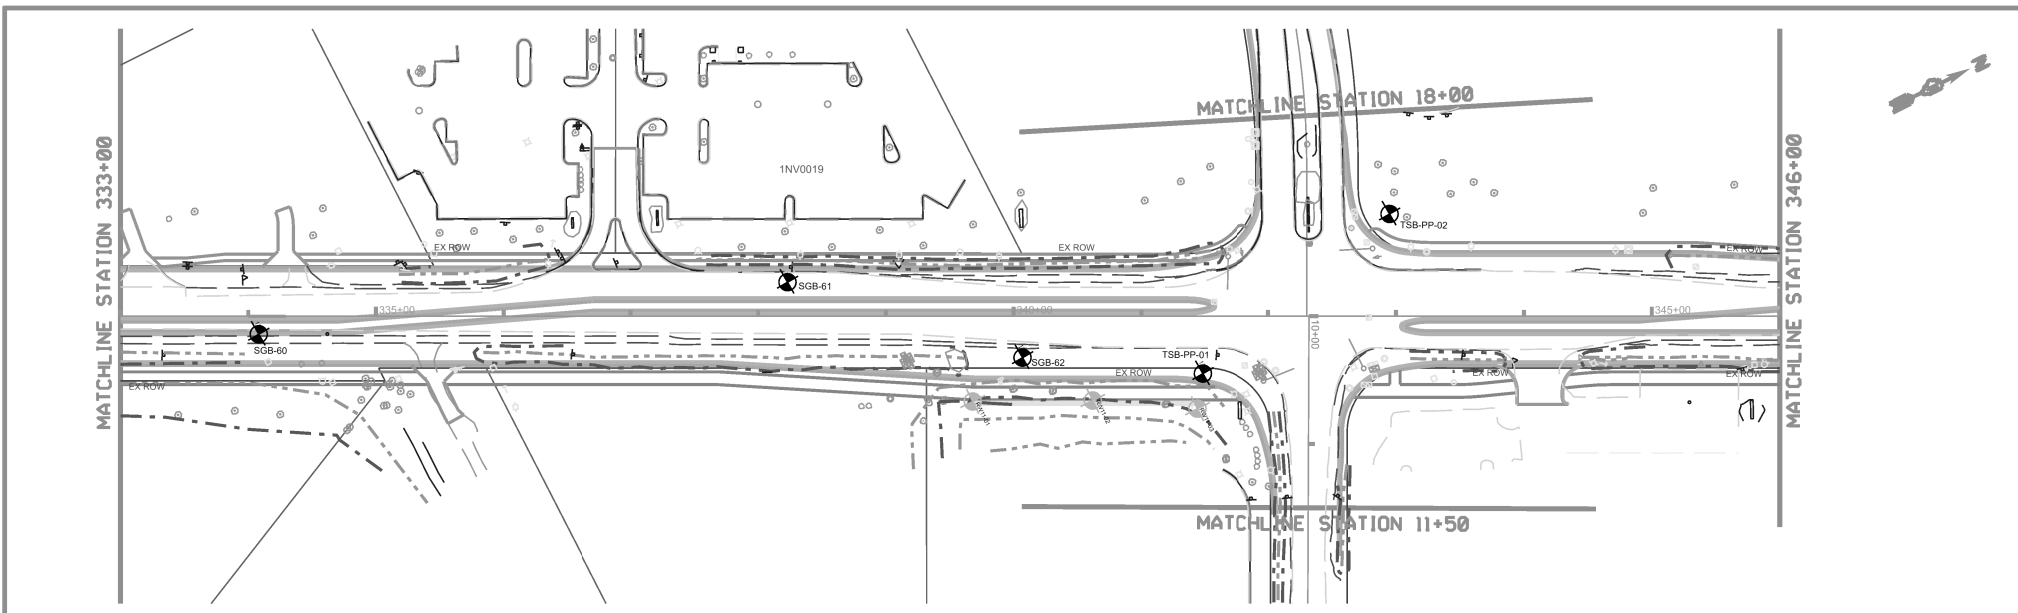 N
MATCHLINE STATION 18+00
MATCHLINE STATION 333+00
MATCHLINE STATION 346+00
1NV0019
TSB-PP-02
EX ROW
EX ROW
EX ROW
SGB-61
335+00
340+00
345+00
10+00
SGB-60
SGB-62
TSB-PP-01
EX ROW
EX ROW
EX ROW
EX ROW
MATCHLINE STATION 11+50